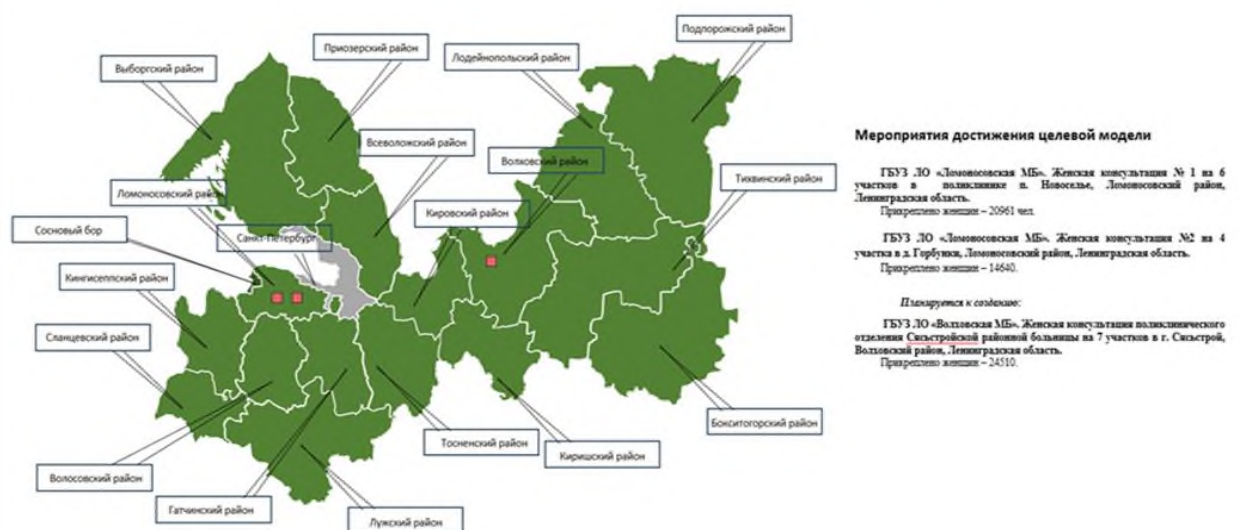 Подпорожский район
Приозерский район
Лодейнопольский район
Выборгский район
Всеволожский район
Волховский район
Тихвинский район
Ломоносовский район
Кировский район
Сосновый бор
Санкт-Петербург
Кингисеппский район
Сланцевский район
Бокситогорский район
Тосненский район
Киришский район
Волосовский район
Гатчинский район
Лужский район
Мероприятия достижения целевой модели
ГБУЗ ЛО «Ломоносовская МБ». Женская консультация № 1 на 6
участков в поликлинике п. Новоселье, Ломоносовский район,
Ленинградская область.
Прикреплено женщин – 20961 чел.
ГБУЗ ЛО «Ломоносовская МБ». Женская консультация №2 на 4
участка в д. Горбунки, Ломоносовский район, Ленинградская область.
Прикреплено женщин – 14640.
Планируется к созданию:
ГБУЗ ЛО «Волховская МБ». Женская консультация поликлинического
отделения Сясьстройской районной больницы на 7 участков в г. Сясьстрой,
Волховский район, Ленинградская область.
Прикреплено женщин – 24510.